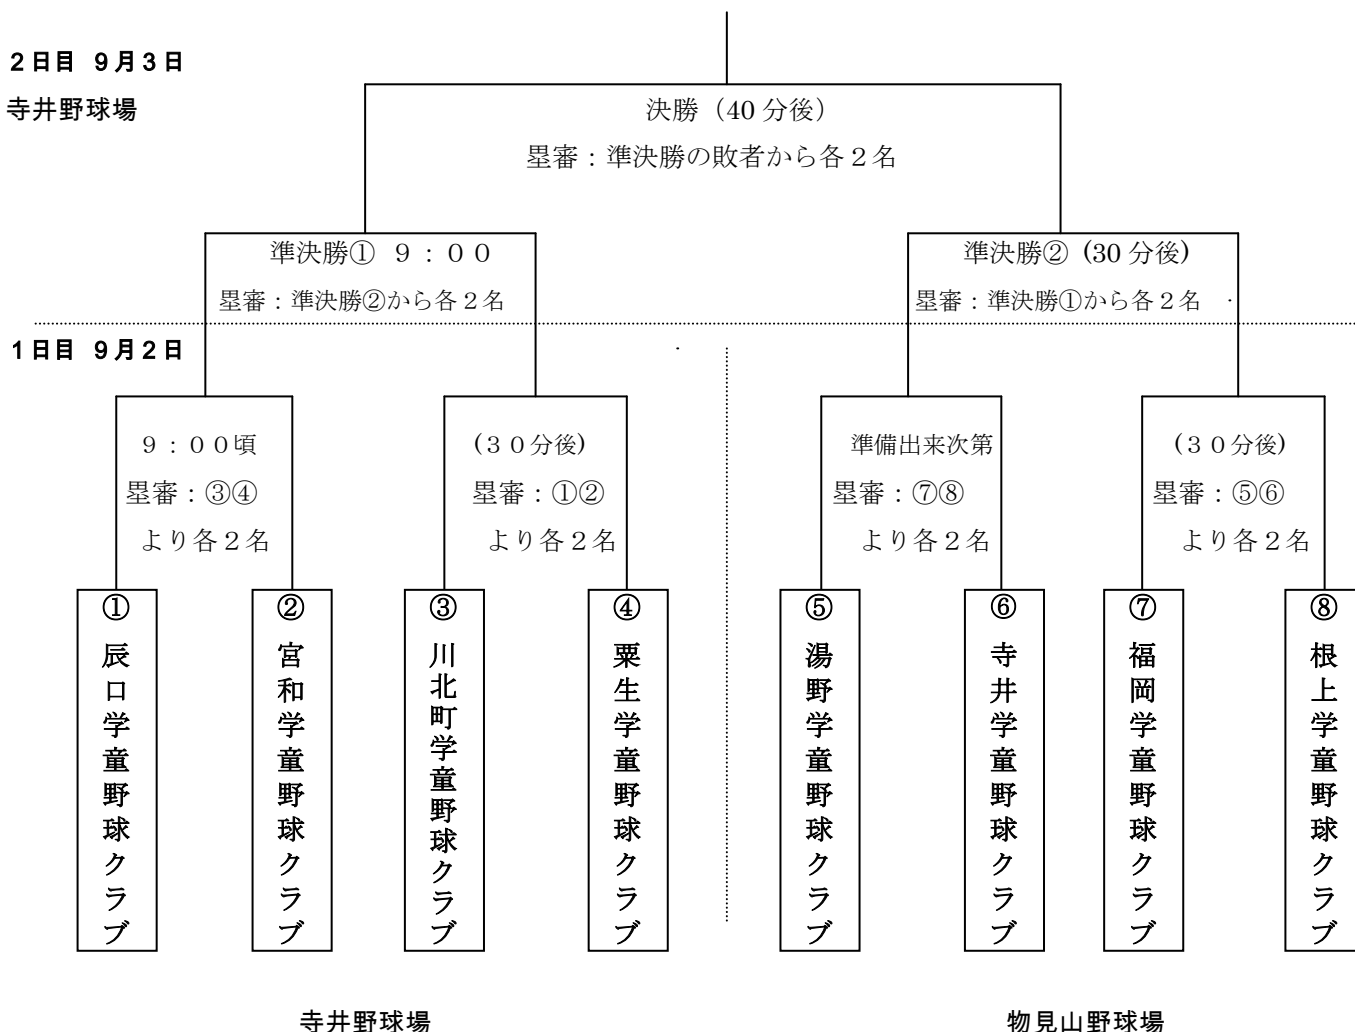 2日目 9月3日
寺井野球場
決勝（40分後）
塁審：準決勝の敗者から各２名
準決勝① ９：００
塁審：準決勝②から各２名
準決勝② (30分後)
塁審：準決勝①から各２名
1日目 9月2日
９：００頃
塁審：③④
より各２名
(３０分後)
塁審：①②
より各２名
準備出来次第
塁審：⑦⑧
より各２名
(３０分後)
塁審：⑤⑥
より各２名
①辰口学童野球クラブ
②宮和学童野球クラブ
③川北町学童野球クラブ
④粟生学童野球クラブ
⑤湯野学童野球クラブ
⑥寺井学童野球クラブ
⑦福岡学童野球クラブ
⑧根上学童野球クラブ
寺井野球場
物見山野球場